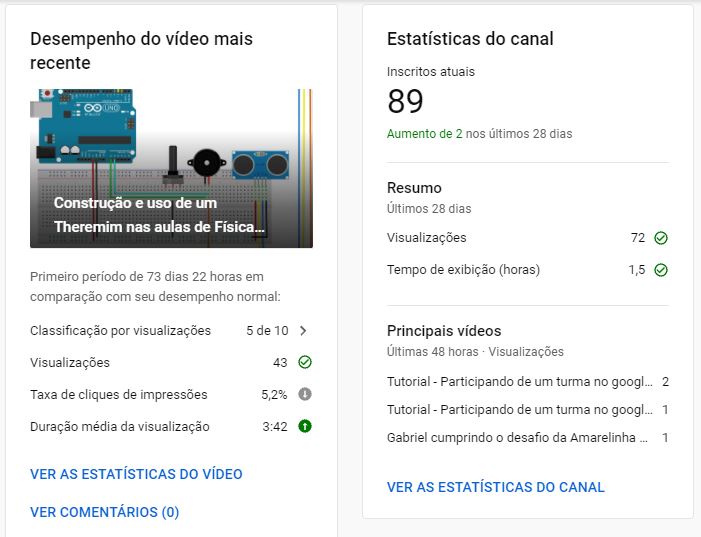 Desempenho do vídeo mais
recente
UNO
Construção e uso de um
Theremim nas aulas de Física...
Primeiro período de 73 dias 22 horas em
comparação com seu desempenho normal:
Classificação por visualizações 5 de 10
Visualizações 43
Taxa de cliques de impressões 5,2%
Duração média da visualização 3:42
VER AS ESTATÍSTICAS DO VÍDEO
VER COMENTÁRIOS (0)
Estatísticas do canal
Inscritos atuais
89
Aumento de 2 nos últimos 28 dias
Resumo
Últimos 28 dias
Visualizações 72
Tempo de exibição (horas) 1,5
Principais vídeos
Últimas 48 horas · Visualizações
Tutorial - Participando de um turma no googl... 2
Tutorial - Participando de um turma no googl... 1
Gabriel cumprindo o desafio da Amarelinha ... 1
VER AS ESTATÍSTICAS DO CANAL